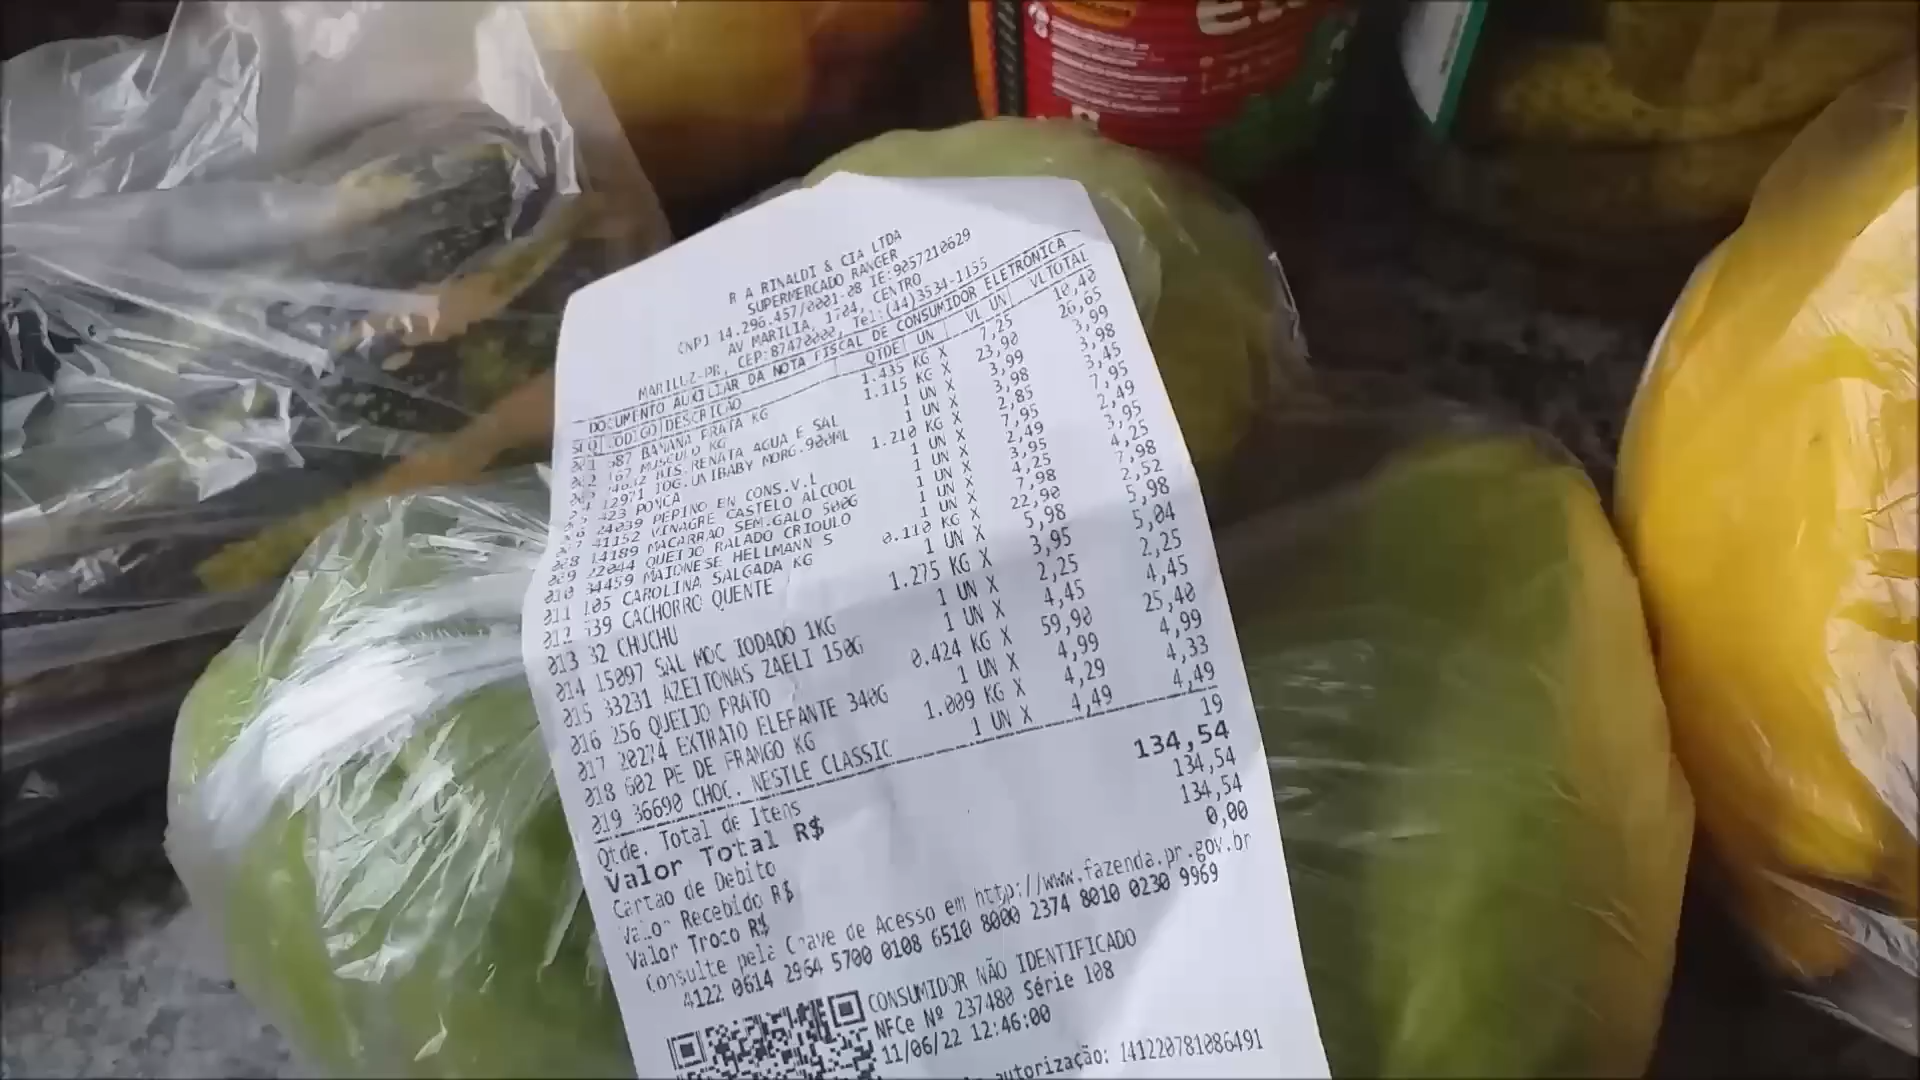 R A RINALDI & CIA LTDA
SUPERMERCADO RANGER
CNPJ 14.296.457/0001-08 IE:9057210629
AV MARILIA, 1704, CENTRO
CEP:87470000, Tel:(44)3534-1155
MARILUZ-PR,
DOCUMENTO AUXILIAR DA NOTA FISCAL DE CONSUMIDOR ELETRÔNICA
SEQ CODIGO DESCRICAO QTDE UN VL UN VLTOTAL
001 587 BANANA PRATA KG 1.435 KG X 7,25 10,40
002 167 MUSCULO KG 1.115 KG X 23,90 26,65
003 BIS.RENATA AGUA E SAL 1 UN X 3,99 3,99
004 12971 IOG.UNIBABY MORG.900ML 1 UN X 3,98 3,98
005 423 PONCA 1.210 KG X 2,85 3,45
006 24039 PEPINO EN CONS.V.L 1 UN X 7,95 7,95
007 41152 VINAGRE CASTELO ALCOOL 1 UN X 2,49 2,49
008 14189 MACARRAO SEM.GALO 500G 1 UN X 3,95 3,95
009 22044 QUEIJO RALADO CRIOULO 1 UN X 4,25 4,25
010 34459 MAIONESE HELLMANN S 1 UN X 7,98 7,98
011 105 CAROLINA SALGADA KG 0.110 KG X 22,90 2,52
012 539 CACHORRO QUENTE 1 UN X 5,98 5,98
013 32 CHUCHU 1.275 KG X 3,95 5,04
014 15097 SAL MOC IODADO 1KG 1 UN X 2,25 2,25
015 33231 AZEITONAS ZAELI 150G 1 UN X 4,45 4,45
016 256 QUEIJO PRATO 0.424 KG X 59,90 25,40
017 20274 EXTRATO ELEFANTE 340G 1 UN X 4,99 4,99
018 602 PE DE FRANGO KG 1.009 KG X 4,29 4,33
019 36690 CHOC. NESTLE CLASSIC 1 UN X 4,49 4,49
Qtde. Total de Itens 19
Valor Total R$ 134,54
Cartao de Debito 134,54
Valor Recebido R$ 134,54
Valor Troco R$ 0,00
Consulte pela Chave de Acesso em http://www.fazenda.pr.gov.br
4122 0614 2964 5700 0108 6510 8000 2374 8010 0230 9969
CONSUMIDOR NÃO IDENTIFICADO
NFCe Nº 237480 Série 108
11/06/22 12:46:00
autorização: 141220781086491